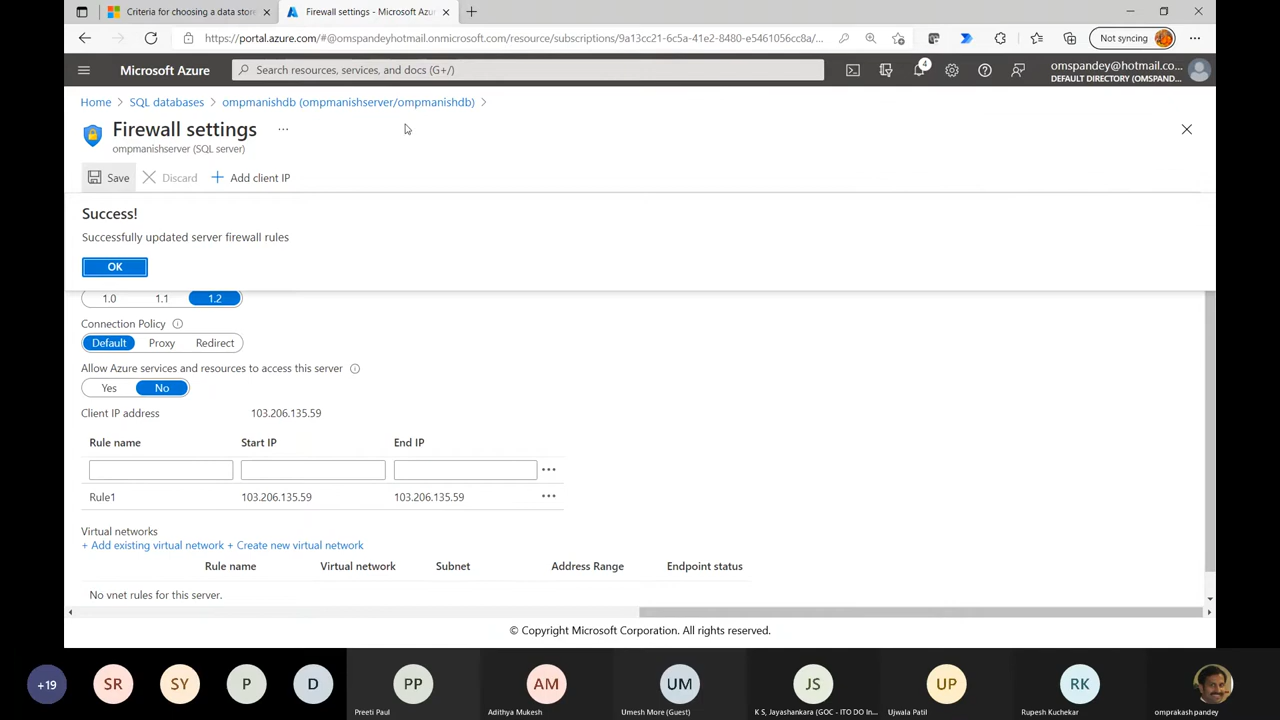 Criteria for choosing a data stor
Firewall settings - Microsoft Azu
https://portal.azure.com/#@omspandeyhotmail.onmicrosoft.com/resource/subscriptions/9a13cc21-6c5a-41e2-8480-e5461056cc8a/...
Not syncing
Microsoft Azure
Search resources, services, and docs (G+/)
4
omspandey@hotmail.co...
DEFAULT DIRECTORY (OMSPAND...
Home > SQL databases > ompmanishdb (ompmanishserver/ompmanishdb) >
Firewall settings ...
ompmanishserver (SQL server)
Save Discard + Add client IP
Success!
Successfully updated server firewall rules
OK
1.0 1.1 1.2
Connection Policy
Default Proxy Redirect
Allow Azure services and resources to access this server
Yes No
Client IP address 103.206.135.59
Rule name Start IP End IP
Rule1 103.206.135.59 103.206.135.59
Virtual networks
+ Add existing virtual network + Create new virtual network
Rule name Virtual network Subnet Address Range Endpoint status
No vnet rules for this server.
© Copyright Microsoft Corporation. All rights reserved.
+19 SR SY P D PP AM UM JS UP RK
Preeti Paul Adithya Mukesh Umesh More (Guest) K S, Jayashankara (GOC - ITO DO In... Ujwala Patil Rupesh Kuchekar omprakash pandey